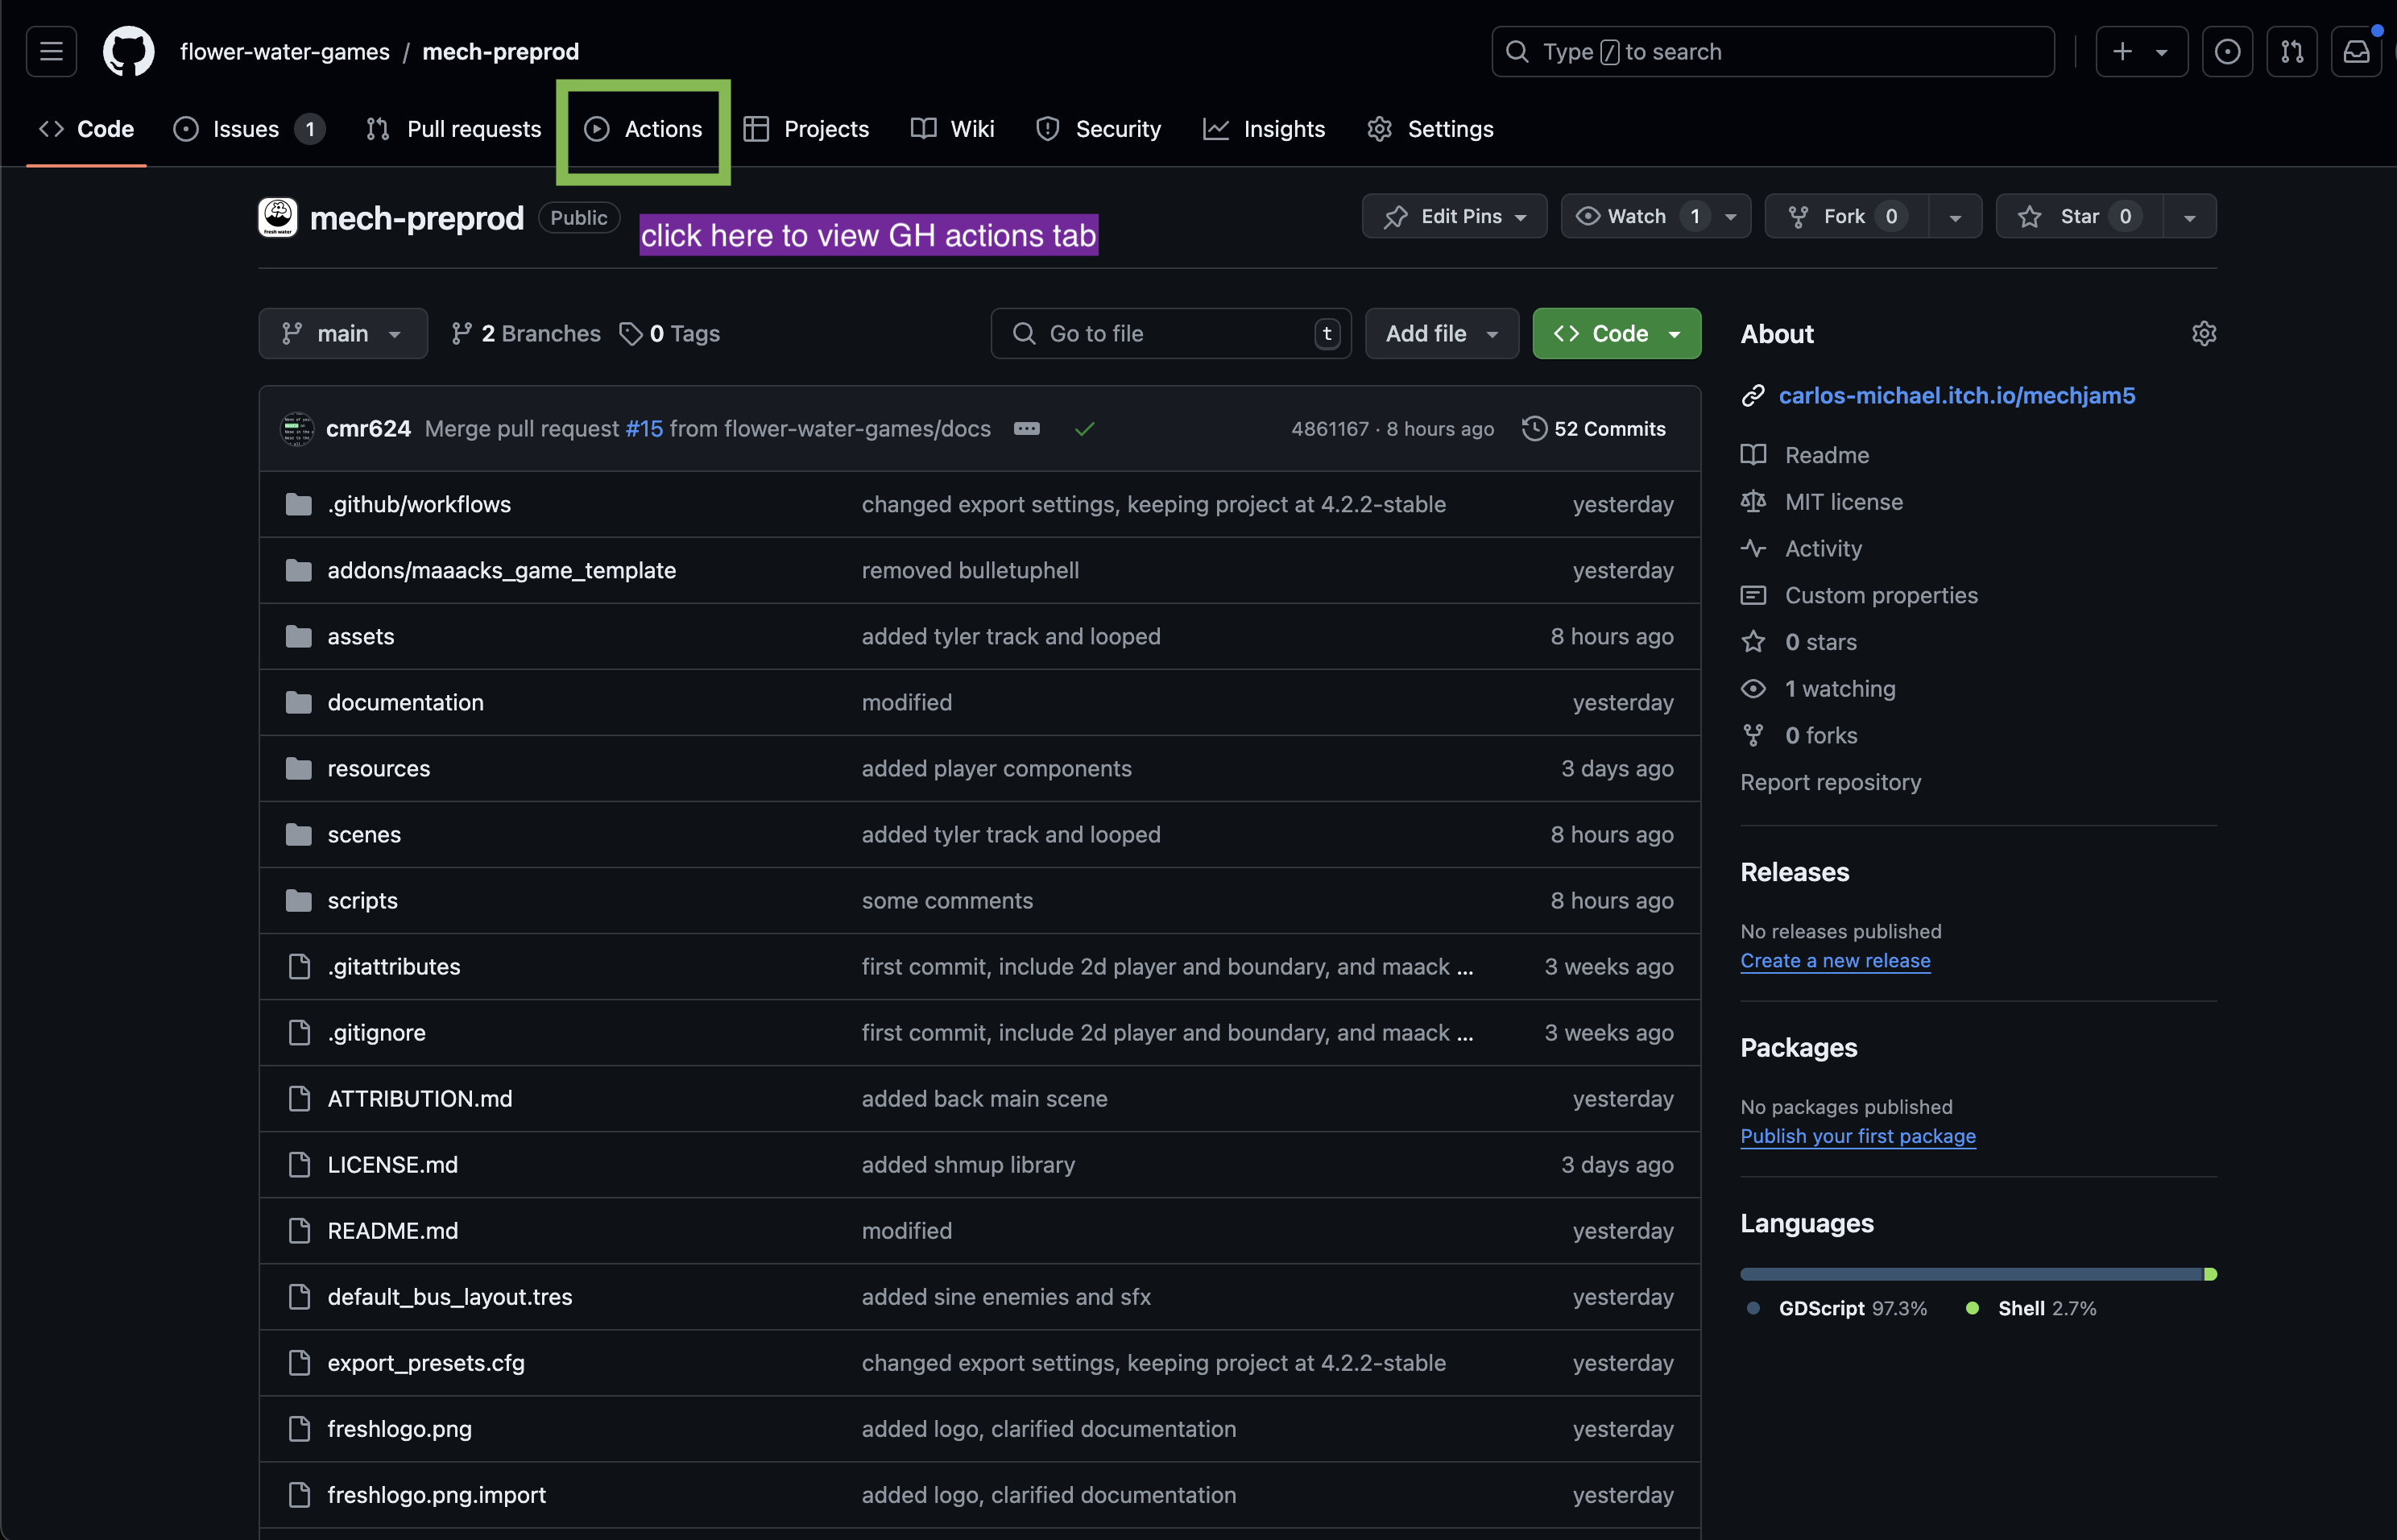 flower-water-games / mech-preprod
Type / to search
Code
Issues 1
Pull requests
Actions
Projects
Wiki
Security
Insights
Settings
mech-preprod Public
click here to view GH actions tab
Edit Pins
Watch 1
Fork 0
Star 0
main
2 Branches
0 Tags
Go to file t
Add file
Code
cmr624 Merge pull request #15 from flower-water-games/docs 4861167 · 8 hours ago 52 Commits
.github/workflows changed export settings, keeping project at 4.2.2-stable yesterday
addons/maaacks_game_template removed bulletuphell yesterday
assets added tyler track and looped 8 hours ago
documentation modified yesterday
resources added player components 3 days ago
scenes added tyler track and looped 8 hours ago
scripts some comments 8 hours ago
.gitattributes first commit, include 2d player and boundary, and maack ... 3 weeks ago
.gitignore first commit, include 2d player and boundary, and maack ... 3 weeks ago
ATTRIBUTION.md added back main scene yesterday
LICENSE.md added shmup library 3 days ago
README.md modified yesterday
default_bus_layout.tres added sine enemies and sfx yesterday
export_presets.cfg changed export settings, keeping project at 4.2.2-stable yesterday
freshlogo.png added logo, clarified documentation yesterday
freshlogo.png.import added logo, clarified documentation yesterday
About
carlos-michael.itch.io/mechjam5
Readme
MIT license
Activity
Custom properties
0 stars
1 watching
0 forks
Report repository
Releases
No releases published
Create a new release
Packages
No packages published
Publish your first package
Languages
GDScript 97.3%
Shell 2.7%